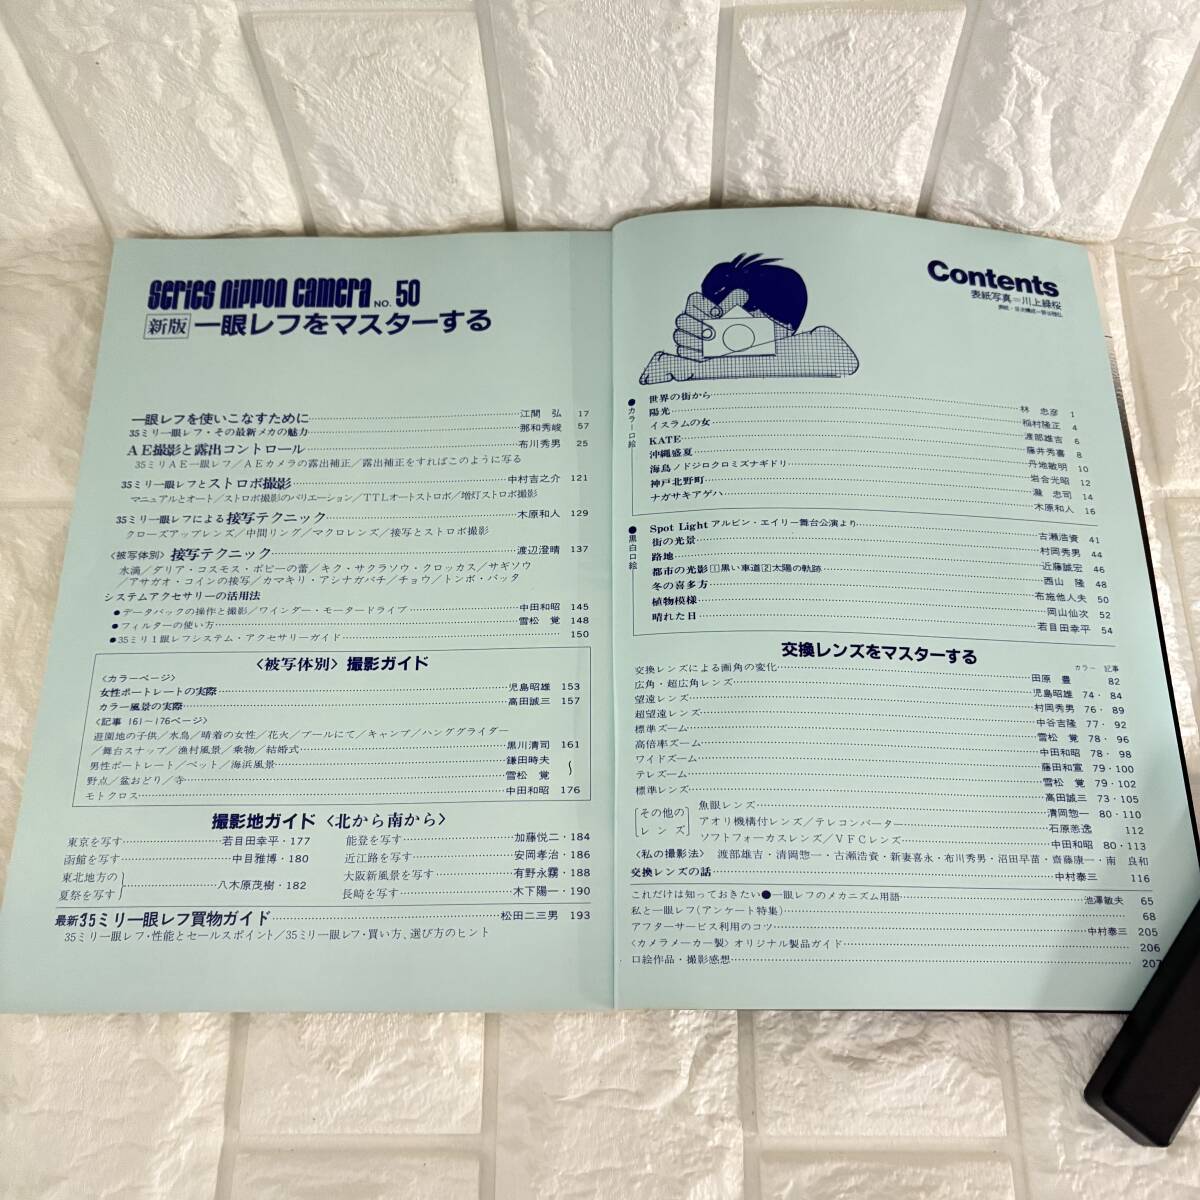 series nippon camera NO. 50
新版 一眼レフをマスターする
一眼レフを使いこなすために 江間 弘 17
35ミリ一眼レフ・その最新メカの魅力 那和秀峻 57
AE撮影と露出コントロール 布川秀男 25
35ミリAE一眼レフ／AEカメラの露出補正／露出補正をすればこのように写る
35ミリ一眼レフとストロボ撮影 中村吉之介 121
マニュアルとオート／ストロボ撮影のバリエーション／TTLオートストロボ／増灯ストロボ撮影
35ミリ一眼レフによる接写テクニック 木原和人 129
クローズアップレンズ／中間リング／マクロレンズ／接写とストロボ撮影
〈被写体別〉接写テクニック 渡辺澄晴 137
水滴／ダリア・コスモス・ポピーの蕾／キク・サクラソウ・クロッカス／サギソウ
／アサガオ・コインの接写／カマキリ・アシナガバチ／チョウ／トンボ・バッタ
システムアクセサリーの活用法
●データバックの操作と撮影／ワインダー・モータードライブ 中田和昭 145
●フィルターの使い方 雪松 覚 148
●35ミリ1眼レフシステム・アクセサリーガイド 150
〈被写体別〉撮影ガイド
〈カラーページ〉
女性ポートレートの実際 児島昭雄 153
カラー風景の実際 高田誠三 157
〈記事 161〜176ページ〉
遊園地の子供／水鳥／晴着の女性／花火／プールにて／キャンプ／ハンググライダー
／舞台スナップ／漁村風景／乗物／結婚式 黒川清司 161
男性ポートレート／ペット／海浜風景 鎌田時夫 〜
野点／盆おどり／寺 雪松 覚
モトクロス 中田和昭 176
撮影地ガイド〈北から南から〉
東京を写す 若目田幸平・177
函館を写す 中目雅博・180
東北地方の
夏祭を写す 八木原茂樹・182
能登を写す 加藤悦二・184
近江路を写す 安岡孝治・186
大阪新風景を写す 有野永霧・188
長崎を写す 木下陽一・190
最新35ミリ一眼レフ買物ガイド 松田二三男 193
35ミリ一眼レフ・性能とセールスポイント／35ミリ一眼レフ・買い方、選び方のヒント
Contents
表紙写真＝川上緑桜
●カラー口絵
世界の街から 林 忠彦 1
陽光 稲村隆正 4
イスラムの女 渡部雄吉 6
KATE 藤井秀喜 8
沖縄盛夏 丹地敏明 10
海鳥／ドジロクロミズナギドリ 岩合光昭 12
神戸北野町 瀧 忠司 14
ナガサキアゲハ 木原和人 16
●黒白口絵
Spot Light アルビン・エイリー舞台公演より 古瀬浩資 41
街の光景 村岡秀男 44
路地 近藤誠宏 46
都市の光影 1黒い車道 2太陽の軌跡 西山 隆 48
冬の喜多方 布施他人夫 50
植物模様 岡山仙次 52
晴れた日 若目田幸平 54
交換レンズをマスターする
カラー 記事
交換レンズによる画角の変化 田原 豊 82
広角・超広角レンズ 児島昭雄 74・84
望遠レンズ 村岡秀男 76・89
超望遠レンズ 中谷吉隆 77・92
標準ズーム 雪松 覚 78・96
高倍率ズーム 中田和昭 78・98
ワイドズーム 藤田和宣 79・100
テレズーム 雪松 覚 79・102
標準レンズ 高田誠三 73・105
その他のレンズ
魚眼レンズ 清岡惣一 80・110
アオリ機構付レンズ／テレコンバーター 石原恙逸 112
ソフトフォーカスレンズ／VFCレンズ 中田和昭 80・113
〈私の撮影法〉 渡部雄吉・清岡惣一・古瀬浩資・新妻喜永・布川秀男・沼田早苗・齋藤康一・南 良和
交換レンズの話 中村泰三 116
これだけは知っておきたい●一眼レフのメカニズム用語 池澤敏夫 65
私と一眼レフ（アンケート特集） 68
アフターサービス利用のコツ 中村泰三 205
〈カメラメーカー製〉オリジナル製品ガイド 206
口絵作品・撮影感想 207